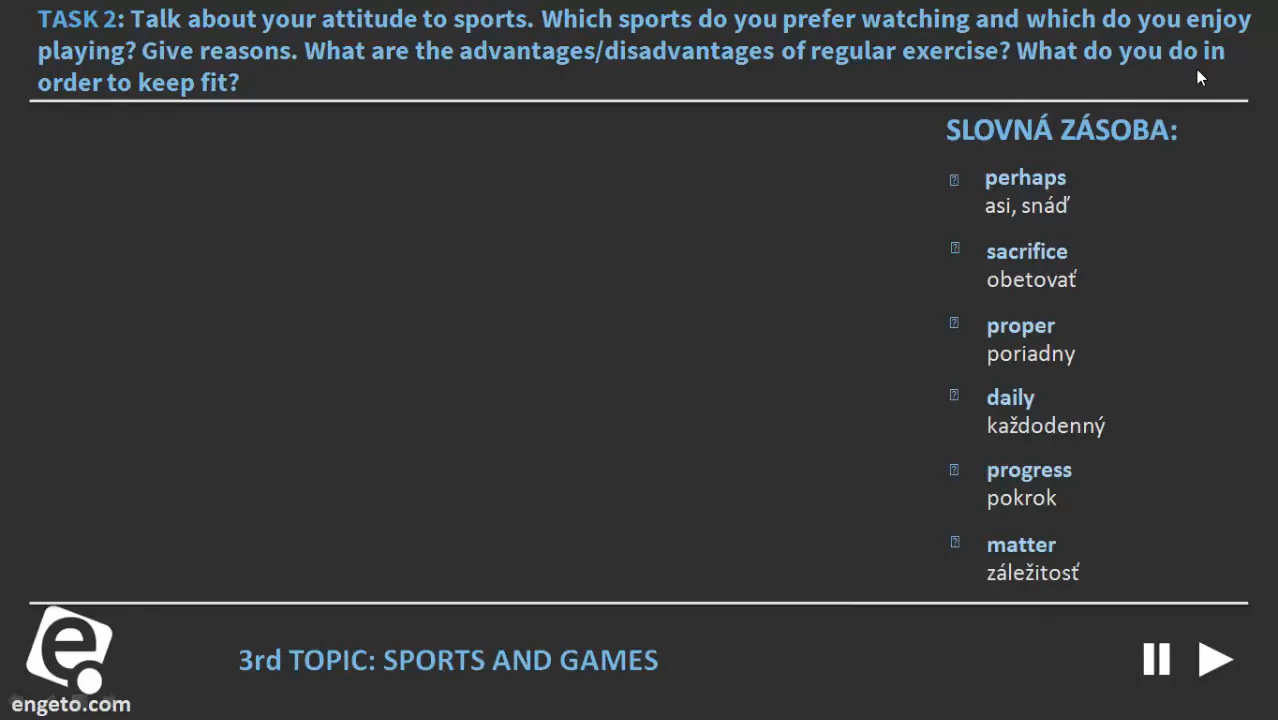 TASK 2: Talk about your attitude to sports. Which sports do you prefer watching and which do you enjoy
playing? Give reasons. What are the advantages/disadvantages of regular exercise? What do you do in
order to keep fit?
SLOVNÁ ZÁSOBA:
perhaps
asi, snáď
sacrifice
obetovať
proper
poriadny
daily
každodenný
progress
pokrok
matter
záležitosť
e
engeto.com
3rd TOPIC: SPORTS AND GAMES